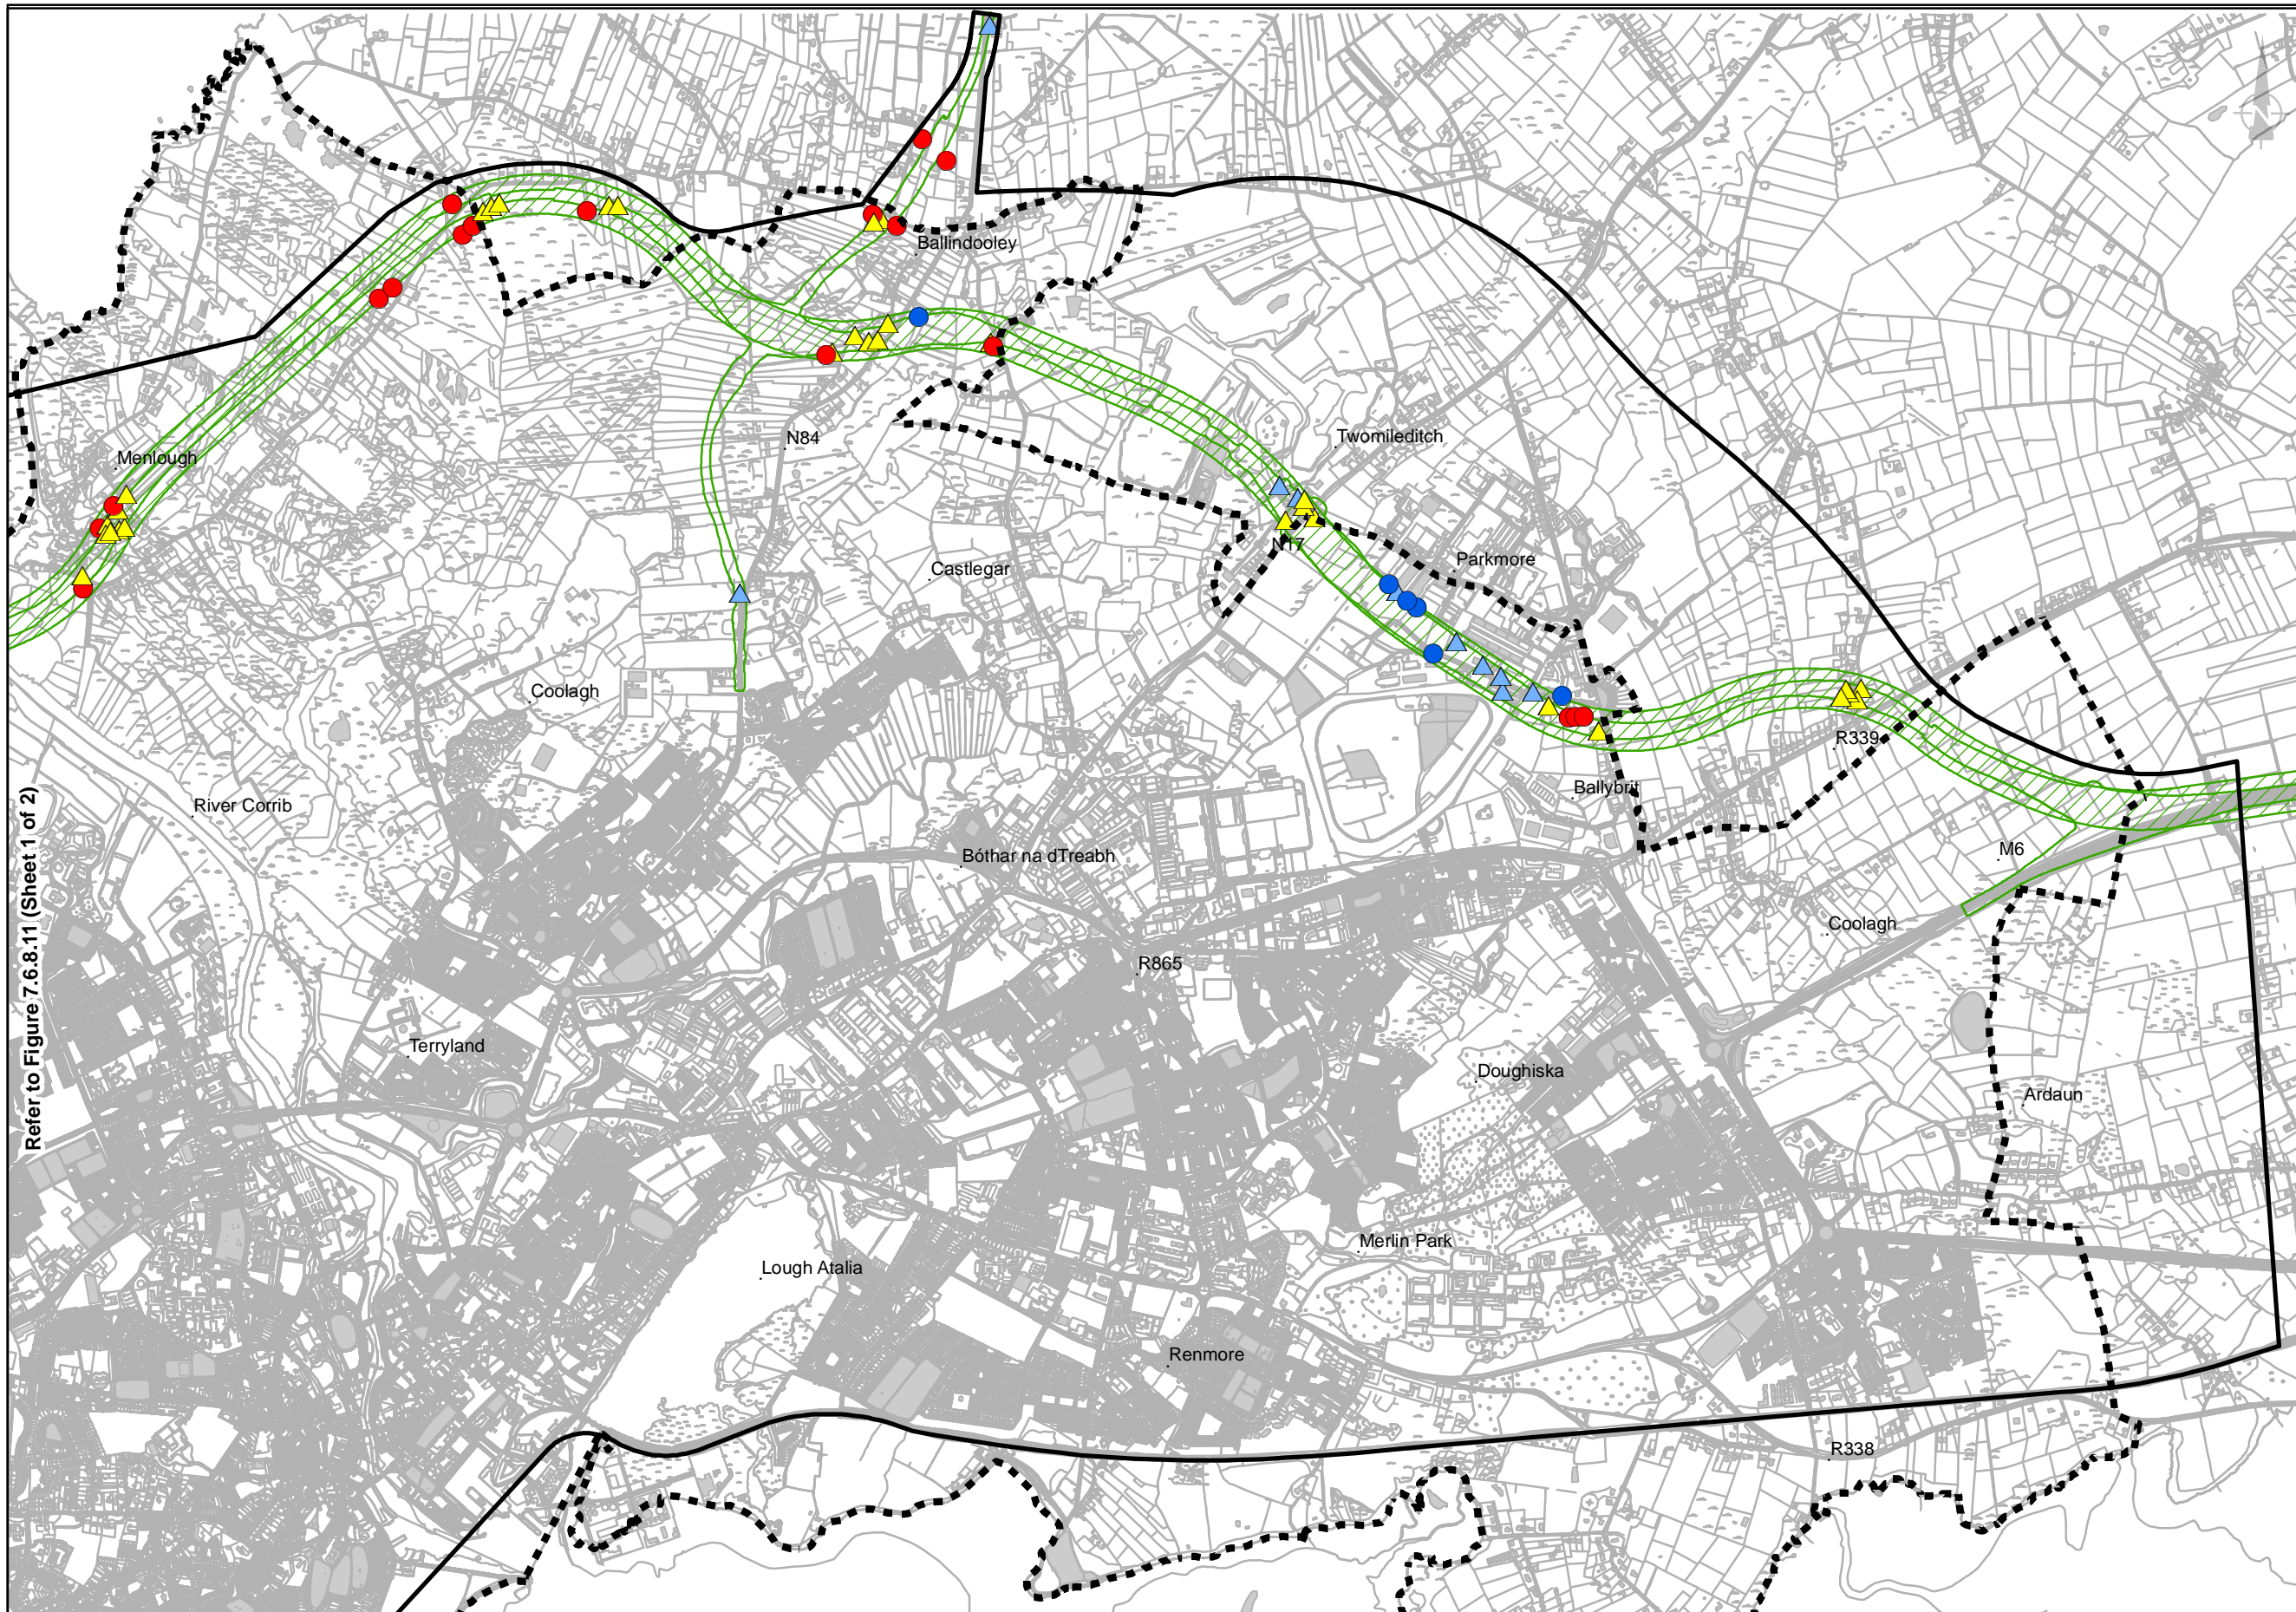 Ballindooley
N84
Twomileditch
Menlough
N17
Parkmore
Castlegar
Coolagh
R339
Ballybrit
River Corrib
Bóthar na dTreabh
M6
Coolagh
R865
Terryland
Doughiska
Ardaun
Merlin Park
Lough Atalia
Renmore
R338
Refer to Figure 7.6.8.11 (Sheet 1 of 2)
N